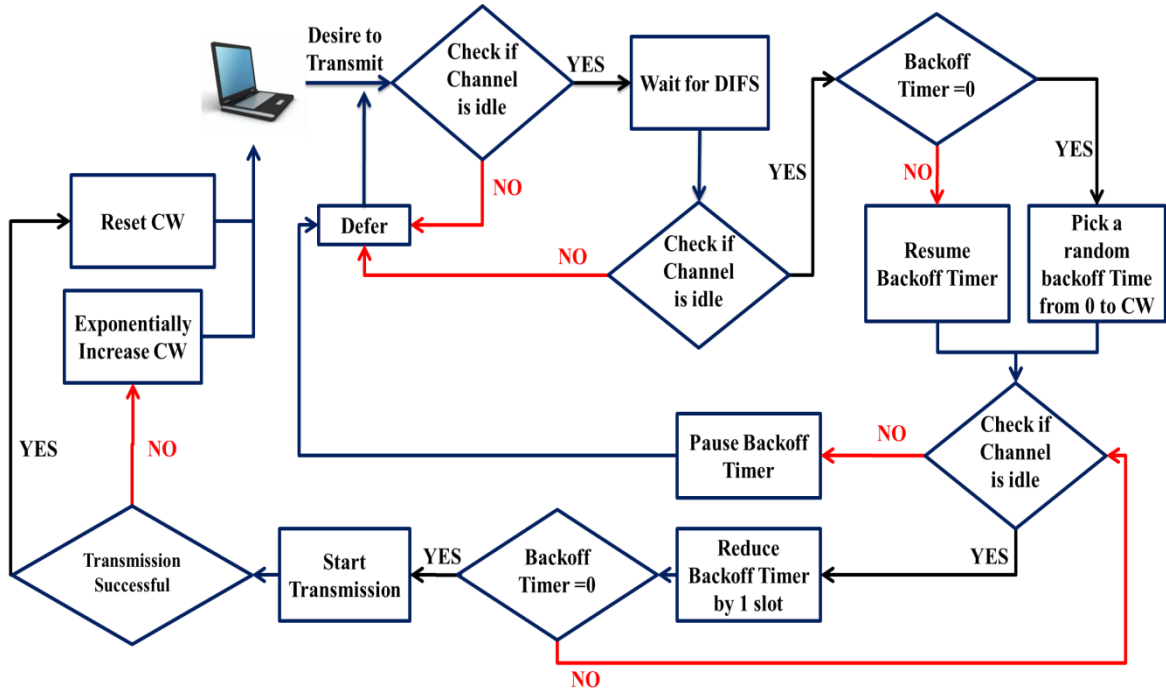 Desire to
Transmit
Check if
Channel
is idle
YES
Wait for DIFS
Backoff
Timer =0
YES
YES
NO
NO
Reset CW
Defer
NO
Check if
Channel
is idle
Resume
Backoff Timer
Pick a
random
backoff Time
from 0 to CW
Exponentially
Increase CW
YES
NO
Pause Backoff
Timer
NO
Check if
Channel
is idle
Transmission
Successful
Start
Transmission
YES
Backoff
Timer =0
Reduce
Backoff Timer
by 1 slot
YES
NO